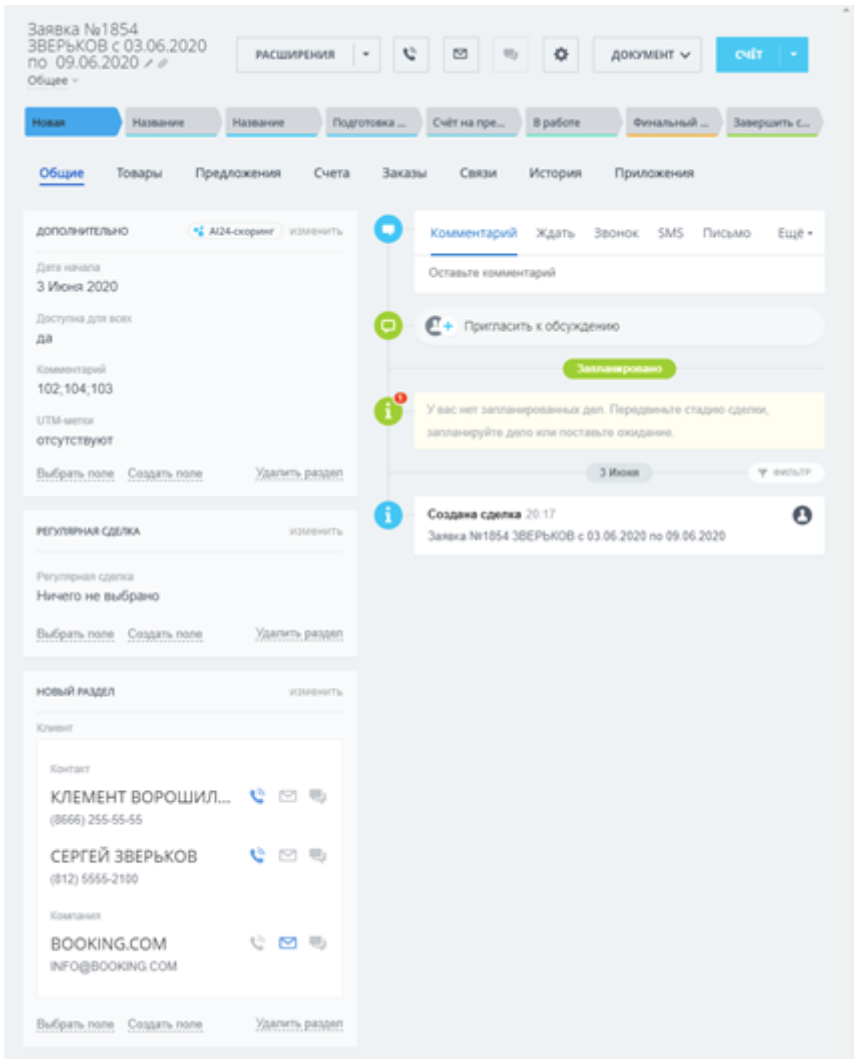 Заявка №1854
ЗВЕРЬКОВ с 03.06.2020
по 09.06.2020
Общее
РАСШИРЕНИЯ
ДОКУМЕНТ
СЧЁТ
Новая
Название
Название
Подготовка ...
Счёт на пре...
В работе
Финальный ...
Завершить с...
Общие
Товары
Предложения
Счета
Заказы
Связи
История
Приложения
ДОПОЛНИТЕЛЬНО
AI24-скоринг
изменить
Дата начала
3 Июня 2020
Доступна для всех
да
Комментарий
102;104;103
UTM-метки
отсутствуют
Выбрать поле Создать поле Удалить раздел
РЕГУЛЯРНАЯ СДЕЛКА
изменить
Регулярная сделка
Ничего не выбрано
Выбрать поле Создать поле Удалить раздел
НОВЫЙ РАЗДЕЛ
изменить
Клиент
Контакт
КЛЕМЕНТ ВОРОШИЛ...
(8666) 255-55-55
СЕРГЕЙ ЗВЕРЬКОВ
(812) 5555-2100
Компания
BOOKING.COM
INFO@BOOKING.COM
Выбрать поле Создать поле Удалить раздел
Комментарий Ждать Звонок SMS Письмо Ещё
Оставьте комментарий
Пригласить к обсуждению
Запланировано
1
У вас нет запланированных дел. Передвиньте стадию сделки,
запланируйте дело или поставьте ожидание.
3 Июня
ФИЛЬТР
Создана сделка 20:17
Заявка №1854 ЗВЕРЬКОВ с 03.06.2020 по 09.06.2020